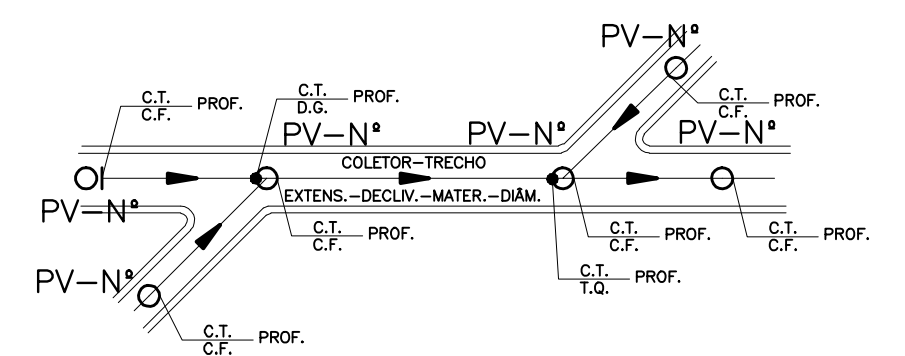 PV-Nº
C.T.
C.F. PROF.
C.T.
D.G. PROF.
C.T.
C.F. PROF.
PV-Nº
PV-Nº
PV-Nº
COLETOR-TRECHO
EXTENS.-DECLIV.-MATER.-DIÂM.
PV-Nº
C.T.
C.F. PROF.
C.T.
C.F. PROF.
C.T.
C.F. PROF.
C.T.
T.Q. PROF.
PV-Nº
C.T.
C.F. PROF.